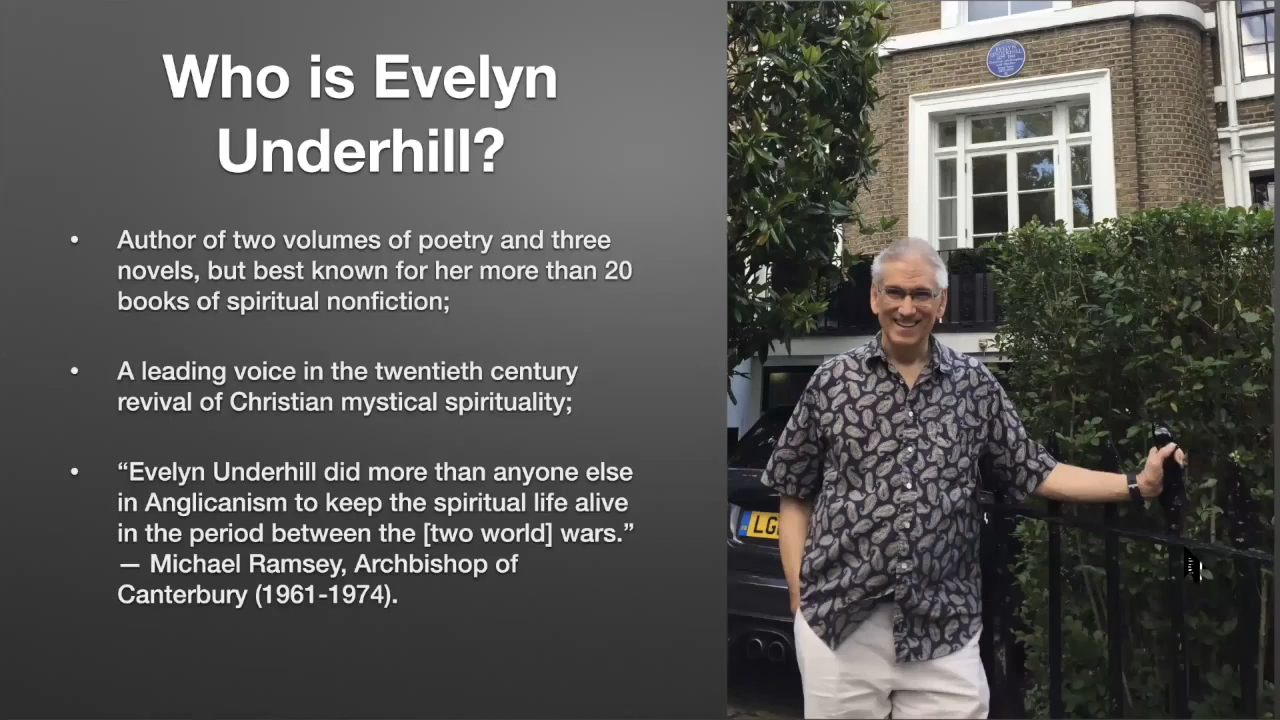 Who is Evelyn
Underhill?
• Author of two volumes of poetry and three
novels, but best known for her more than 20
books of spiritual nonfiction;
• A leading voice in the twentieth century
revival of Christian mystical spirituality;
• “Evelyn Underhill did more than anyone else
in Anglicanism to keep the spiritual life alive
in the period between the [two world] wars.”
— Michael Ramsey, Archbishop of
Canterbury (1961-1974).
EVELYN
UNDERHILL
LG